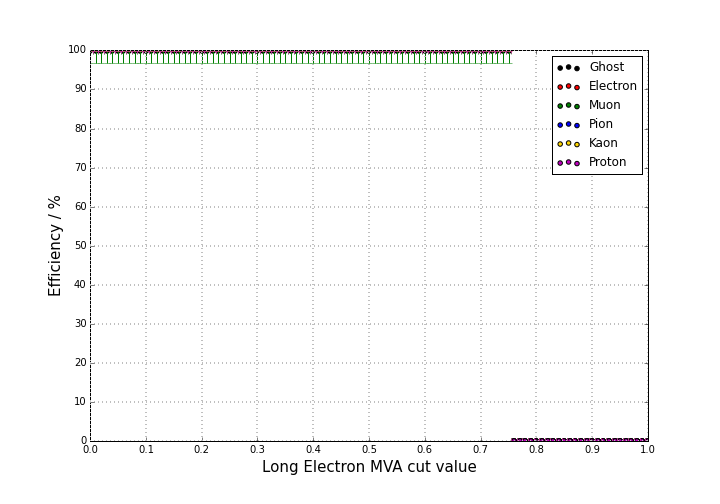 100
90
80
70
60
50
40
30
20
10
0
Efficiency / %
Ghost
Electron
Muon
Pion
Kaon
Proton
0.0 0.1 0.2 0.3 0.4 0.5 0.6 0.7 0.8 0.9 1.0
Long Electron MVA cut value